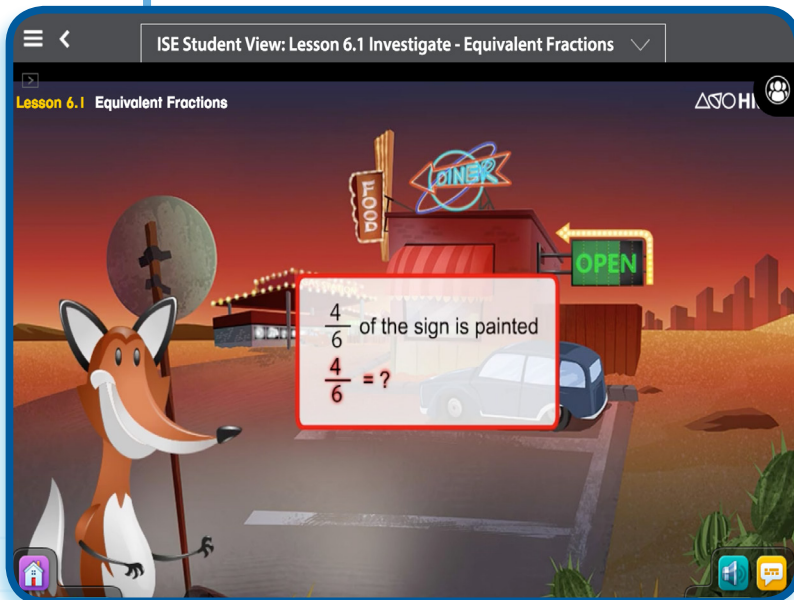 ISE Student View: Lesson 6.1 Investigate - Equivalent Fractions
Lesson 6.1 Equivalent Fractions
FOOD
DINER
OPEN
4/6 of the sign is painted
4/6 = ?